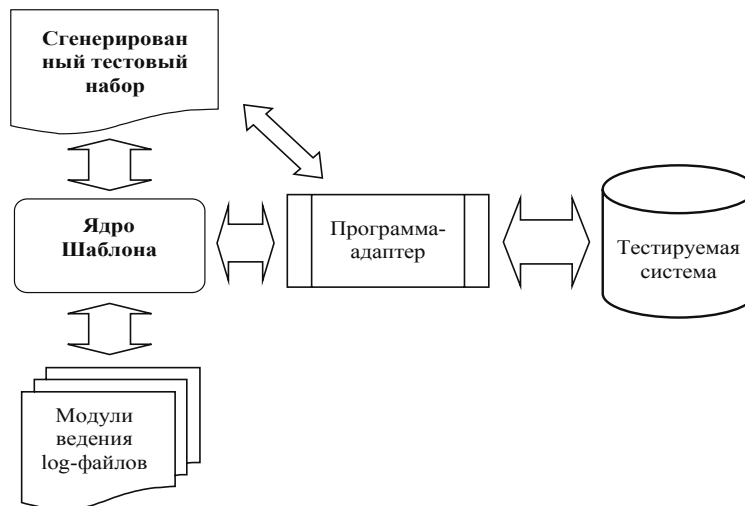 Сгенерирован
ный тестовый
набор
Ядро
Шаблона
Программа-
адаптер
Тестируемая
система
Модули
ведения
log-файлов